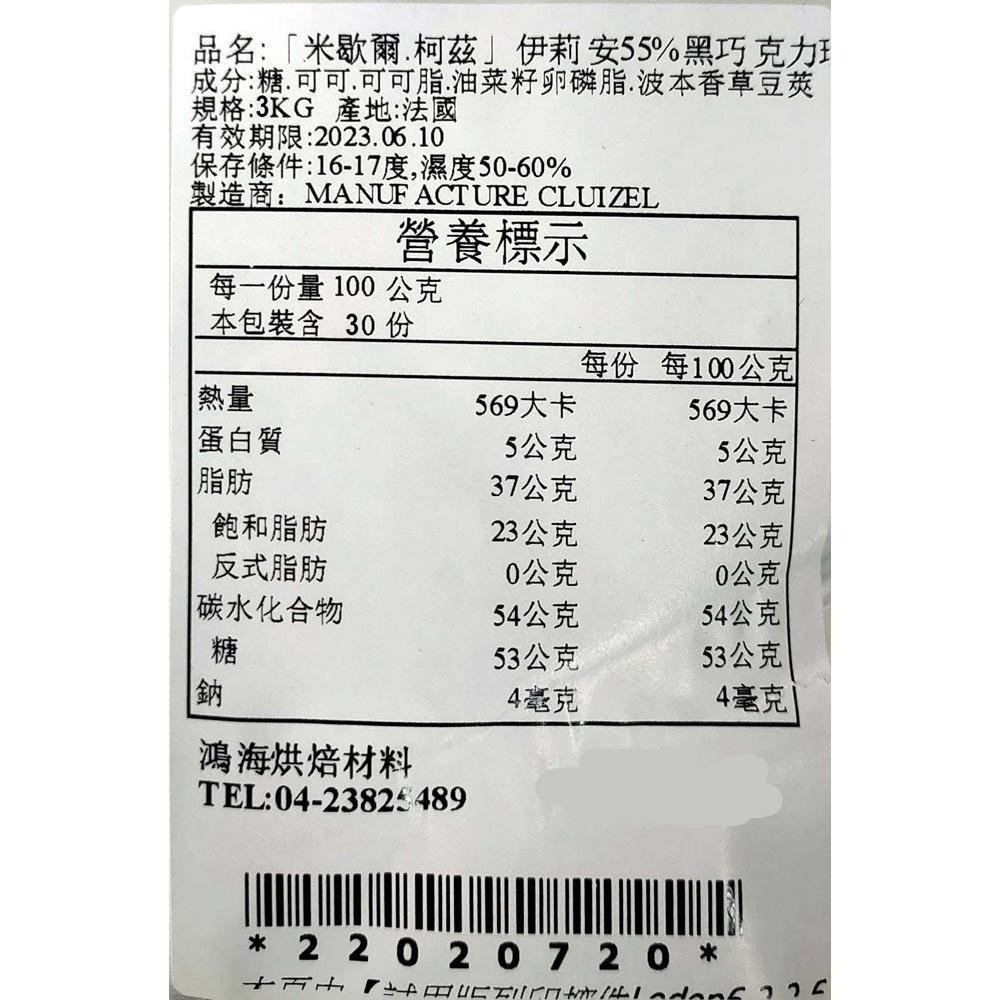 品名:「米歇爾.柯茲」伊莉安55%黑巧克力
成分:糖.可可.可可脂.油菜籽卵磷脂.波本香草豆莢
規格:3KG 產地:法國
有效期限:2023.06.10
保存條件:16-17度,濕度50-60%
製造商: MANUFACTURE CLUIZEL
營養標示
每一份量 100 公克
本包裝含 30 份
每份 每100公克
熱量 569大卡 569大卡
蛋白質 5公克 5公克
脂肪 37公克 37公克
飽和脂肪 23公克 23公克
反式脂肪 0公克 0公克
碳水化合物 54公克 54公克
糖 53公克 53公克
鈉 4毫克 4毫克
鴻海烘焙材料
TEL:04-23825489
*22020720*